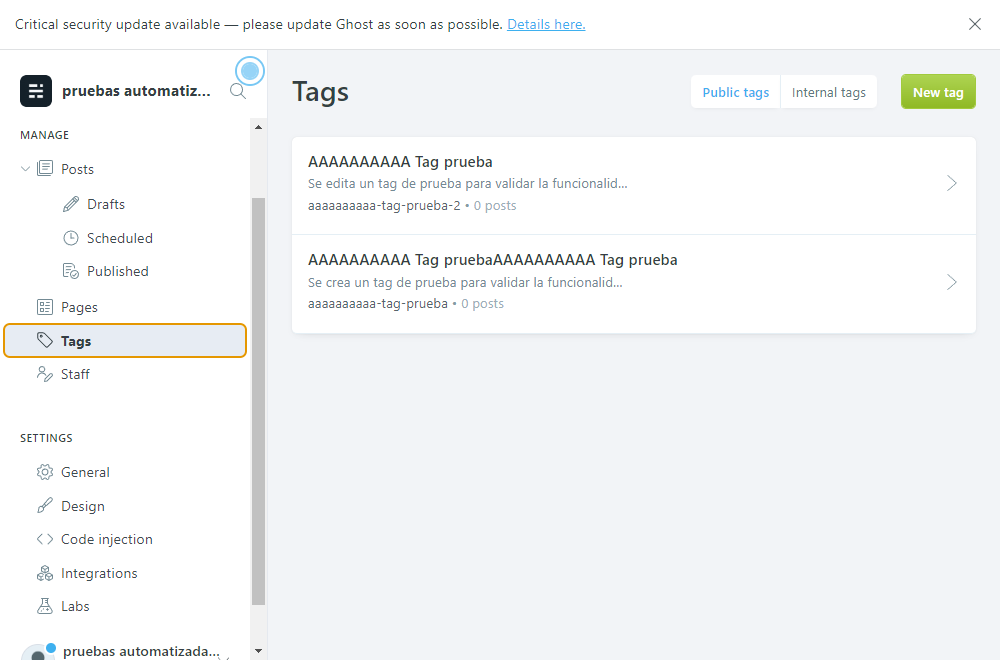 Critical security update available — please update Ghost as soon as possible. Details here.
pruebas automatiz...
MANAGE
Posts
Drafts
Scheduled
Published
Pages
Tags
Staff
SETTINGS
General
Design
Code injection
Integrations
Labs
pruebas automatizada...
Tags
Public tags
Internal tags
New tag
AAAAAAAAAA Tag prueba
Se edita un tag de prueba para validar la funcionalid...
aaaaaaaaaa-tag-prueba-2 • 0 posts
AAAAAAAAAA Tag pruebaAAAAAAAAAA Tag prueba
Se crea un tag de prueba para validar la funcionalid...
aaaaaaaaaa-tag-prueba • 0 posts